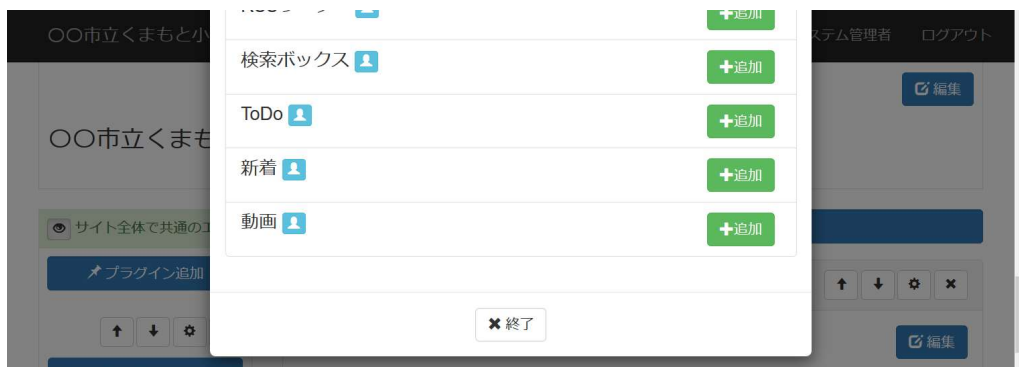 〇〇市立くまもと小
ステム管理者
ログアウト
追加
検索ボックス
追加
編集
ToDo
追加
〇〇市立くまも
新着
追加
動画
追加
サイト全体で共通の
プラグイン追加
終了
編集